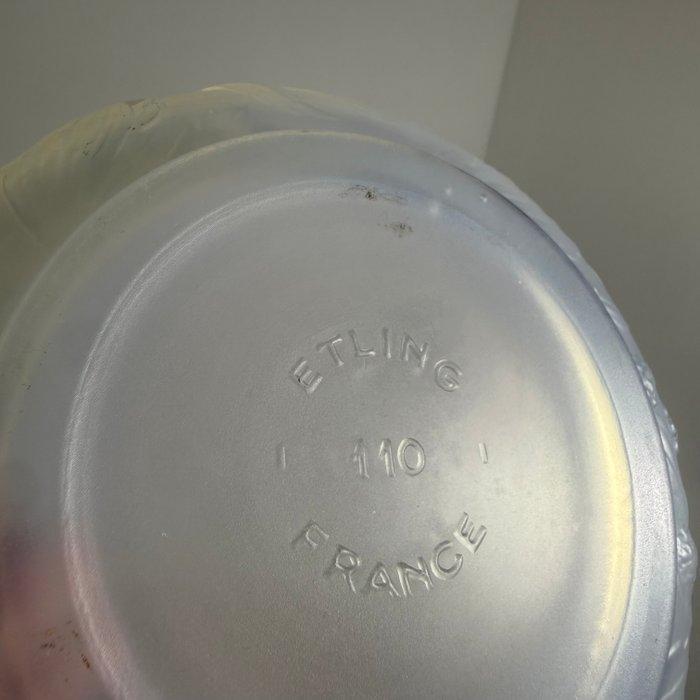 ETLING
- 110 -
FRANCE